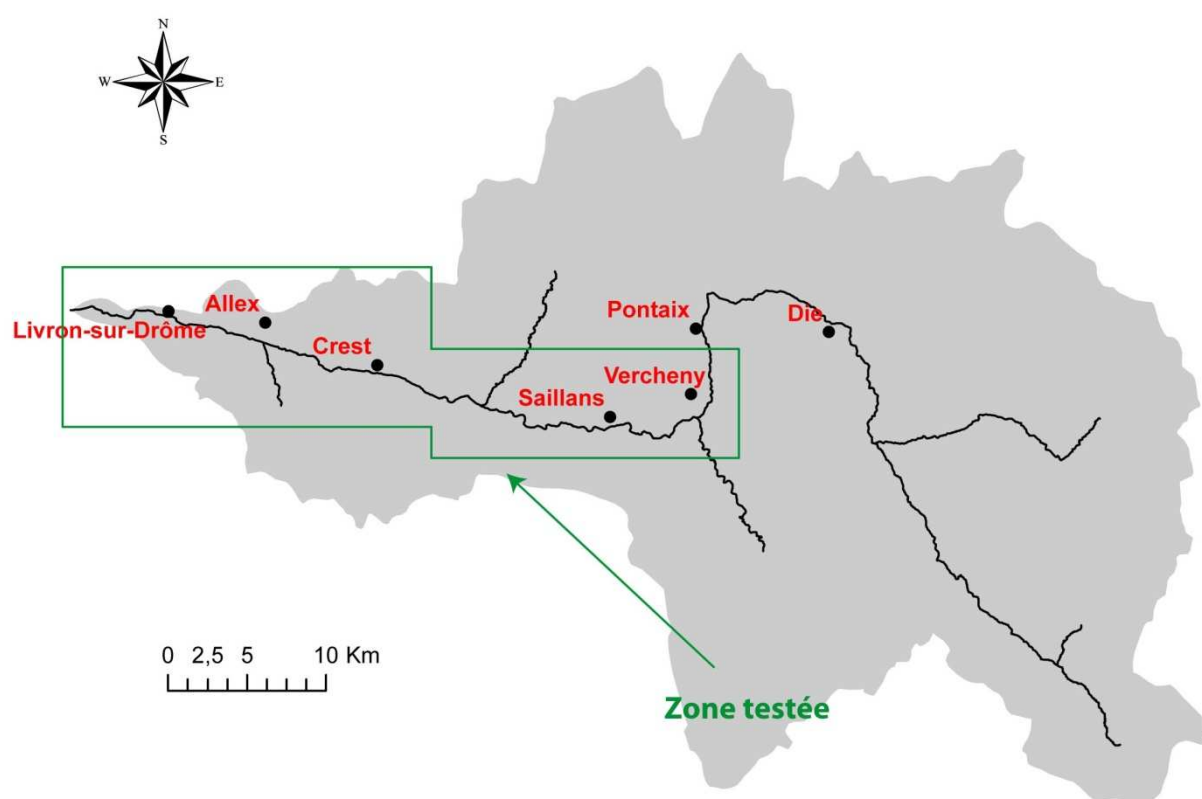 N
W
E
S
Allex
Livron-sur-Drôme
Crest
Pontaix
Die
Vercheny
Saillans
0 2,5 5 10 Km
Zone testée